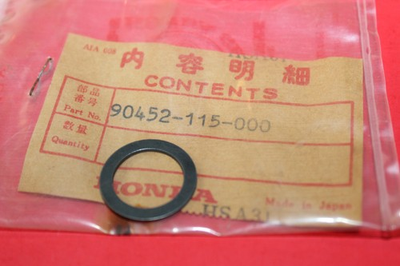 内容明細
CONTENTS
部品番号 Part No. 90452-115-000
数量 Quantity
HONDA
Made in Japan
HSA31